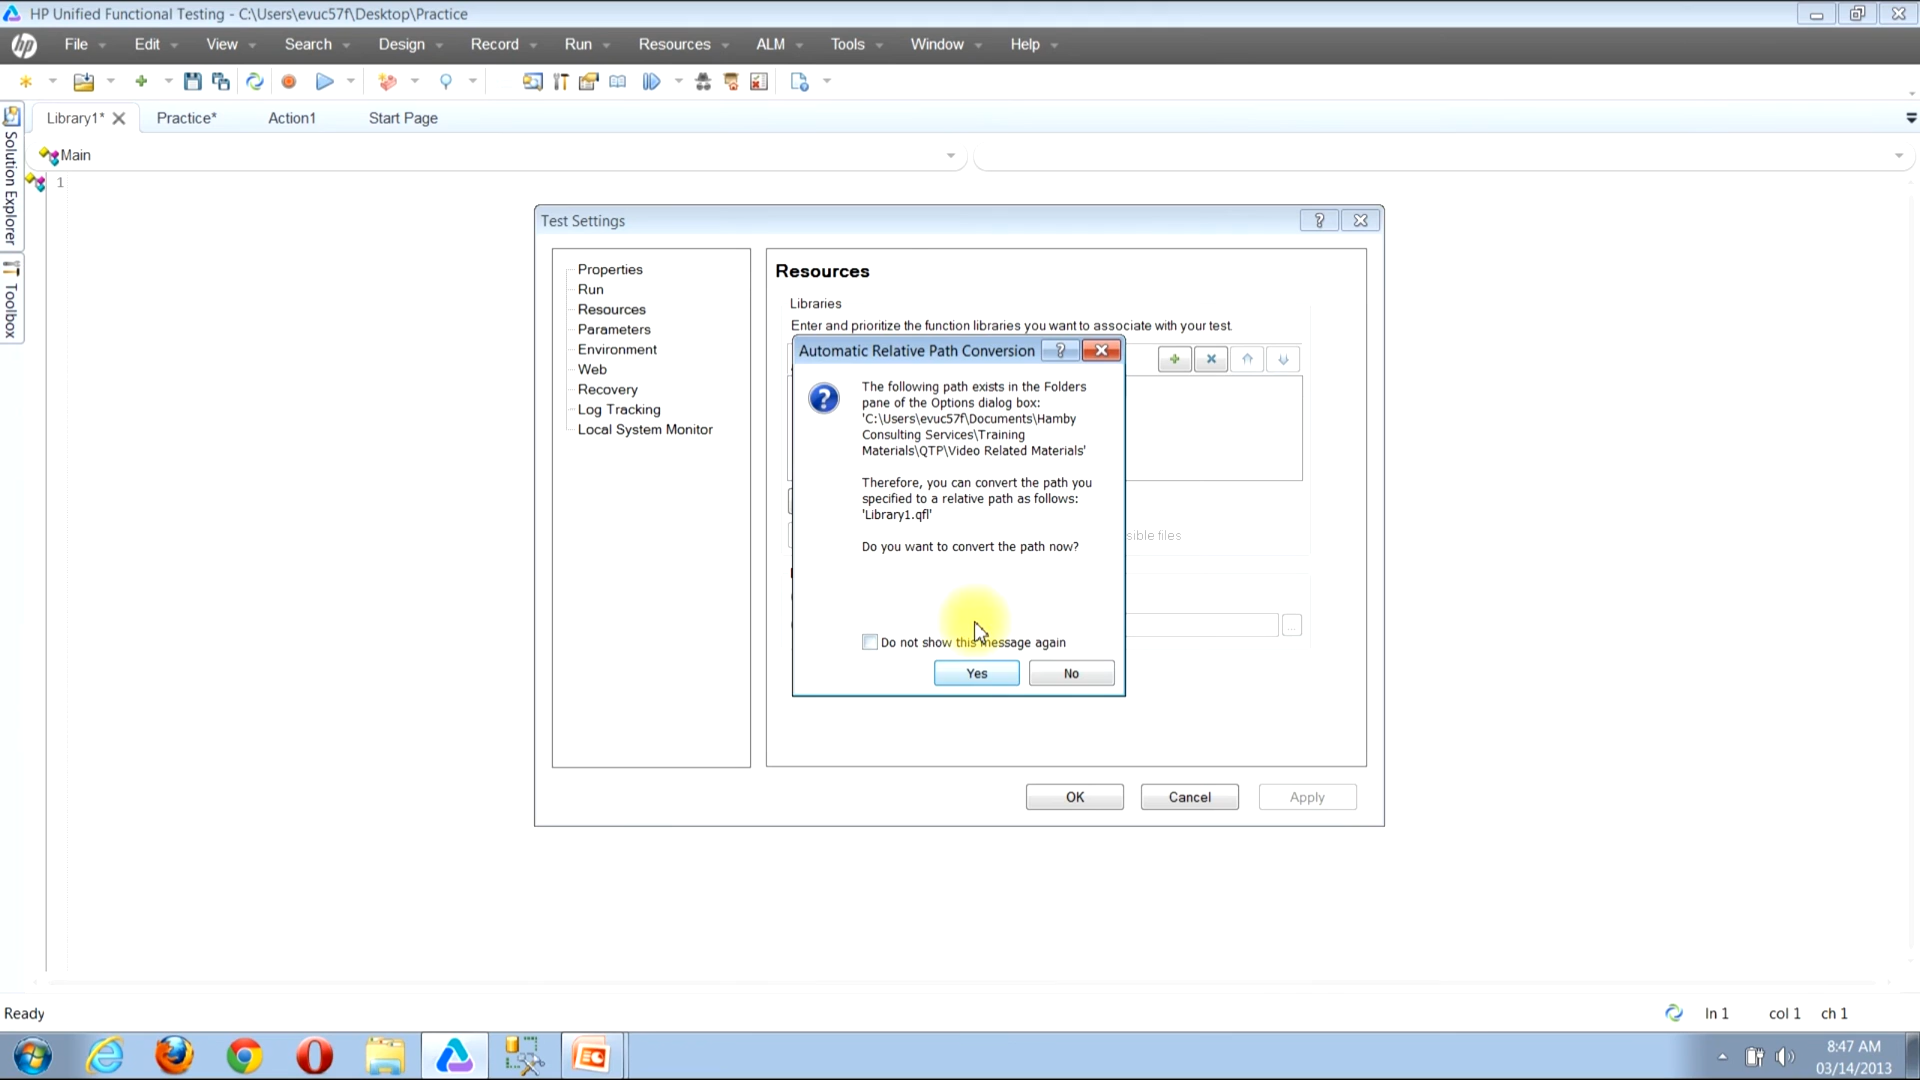 HP Unified Functional Testing - C:\Users\evuc57f\Desktop\Practice
hp File Edit View Search Design Record Run Resources ALM Tools Window Help
Library1* Practice* Action1 Start Page
Solution Explorer
Toolbox
Main
1
Test Settings
Properties
Run
Resources
Parameters
Environment
Web
Recovery
Log Tracking
Local System Monitor
Resources
Libraries
Enter and prioritize the function libraries you want to associate with your test.
Automatic Relative Path Conversion
The following path exists in the Folders
pane of the Options dialog box:
'C:\Users\evuc57f\Documents\Hamby
Consulting Services\Training
Materials\QTP\Video Related Materials'
Therefore, you can convert the path you
specified to a relative path as follows:
'Library1.qfl'
Do you want to convert the path now?
sible files
...
Do not show this message again
Yes No
OK Cancel Apply
Ready ln 1 col 1 ch 1
8:47 AM
03/14/2013